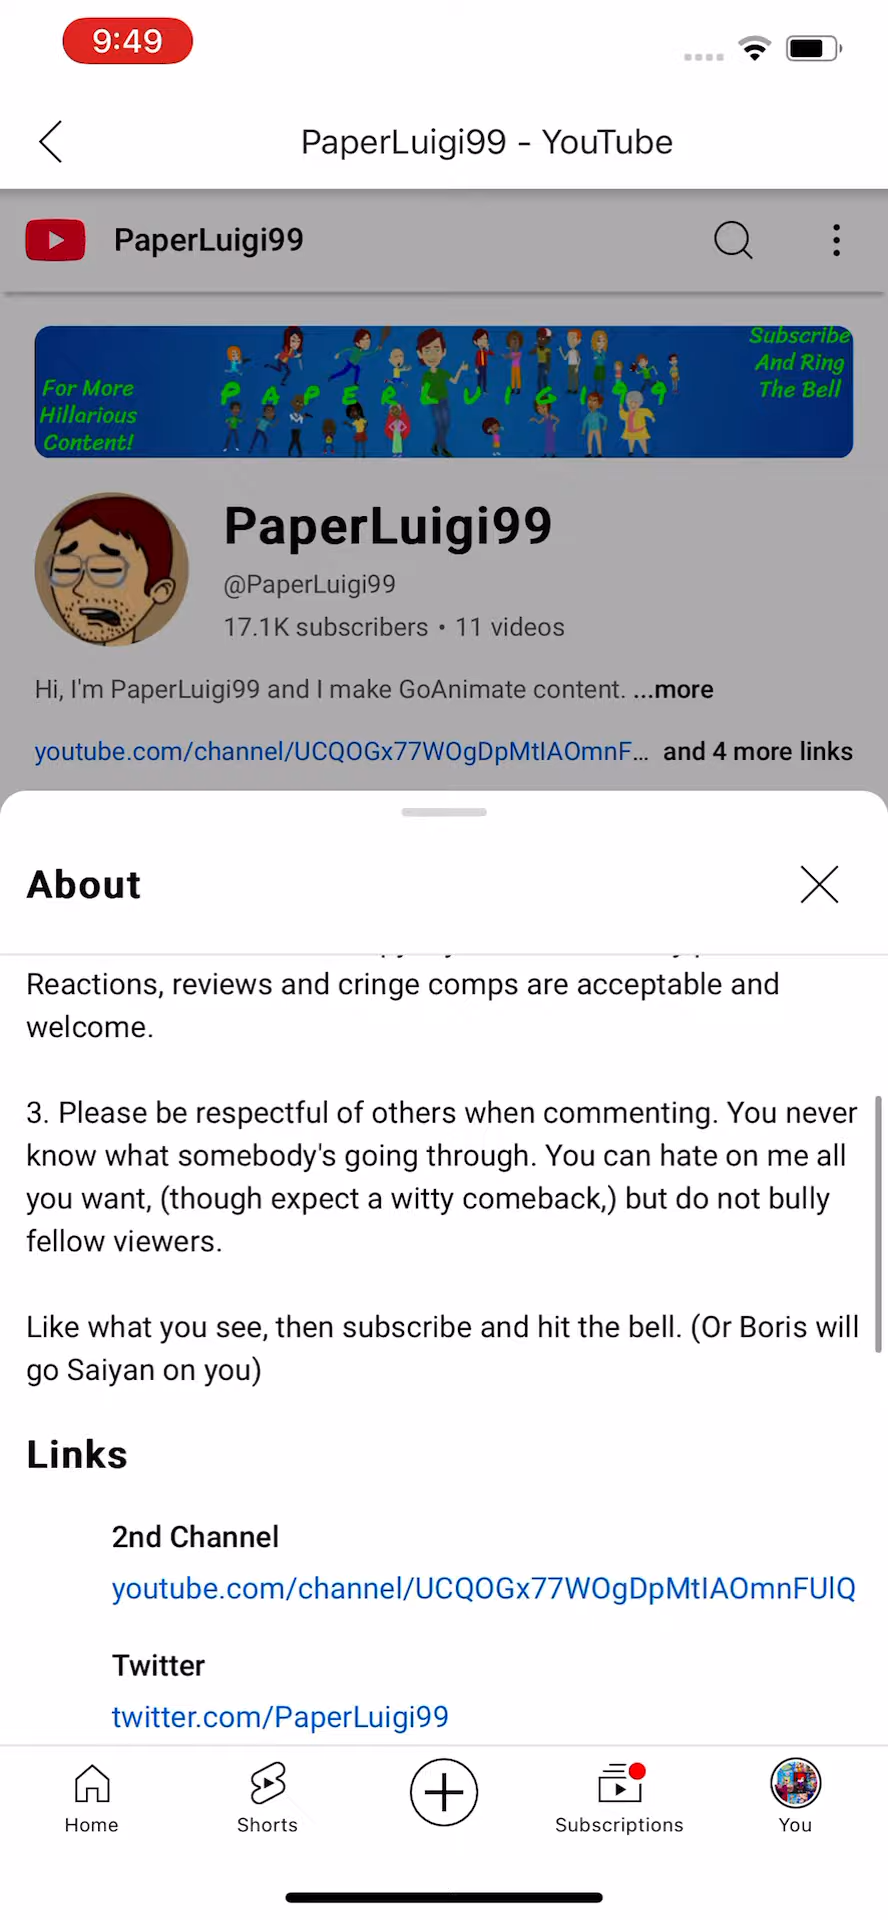 9:49
PaperLuigi99 - YouTube
PaperLuigi99
For More
Hillarious
Content!
P A P E R L U I G I 9 9
Subscribe
And Ring
The Bell
PaperLuigi99
@PaperLuigi99
17.1K subscribers • 11 videos
Hi, I'm PaperLuigi99 and I make GoAnimate content. ...more
youtube.com/channel/UCQOGx77WOgDpMtIAOmnF... and 4 more links
About
Reactions, reviews and cringe comps are acceptable and
welcome.
3. Please be respectful of others when commenting. You never
know what somebody's going through. You can hate on me all
you want, (though expect a witty comeback,) but do not bully
fellow viewers.
Like what you see, then subscribe and hit the bell. (Or Boris will
go Saiyan on you)
Links
2nd Channel
youtube.com/channel/UCQOGx77WOgDpMtIAOmnFUlQ
Twitter
twitter.com/PaperLuigi99
Home
Shorts
Subscriptions
You